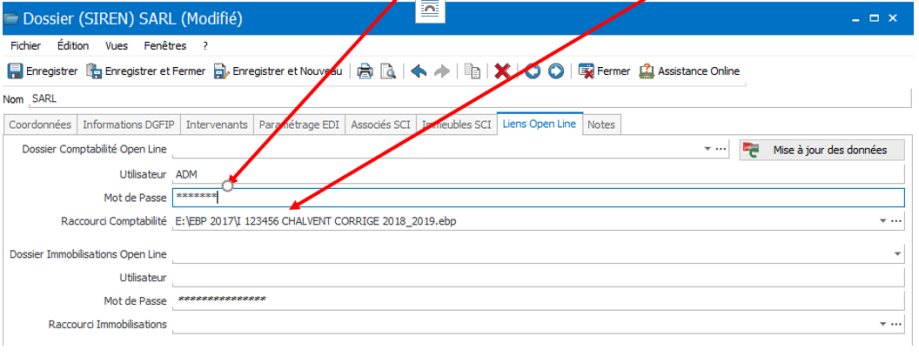 Dossier (SIREN) SARL (Modifié)
Fichier Édition Vues Fenêtres ?
Enregistrer Enregistrer et Fermer Enregistrer et Nouveau Fermer Assistance Online
Nom SARL
Coordonnées Informations DGFIP Intervenants Paramétrage EDI Associés SCI Immeubles SCI Liens Open Line Notes
Dossier Comptabilité Open Line Mise à jour des données
Utilisateur ADM
Mot de Passe *******
Raccourci Comptabilité E:\EBP 2017\I 123456 CHALVENT CORRIGE 2018_2019.ebp
Dossier Immobilisations Open Line
Utilisateur
Mot de Passe ***************
Raccourci Immobilisations